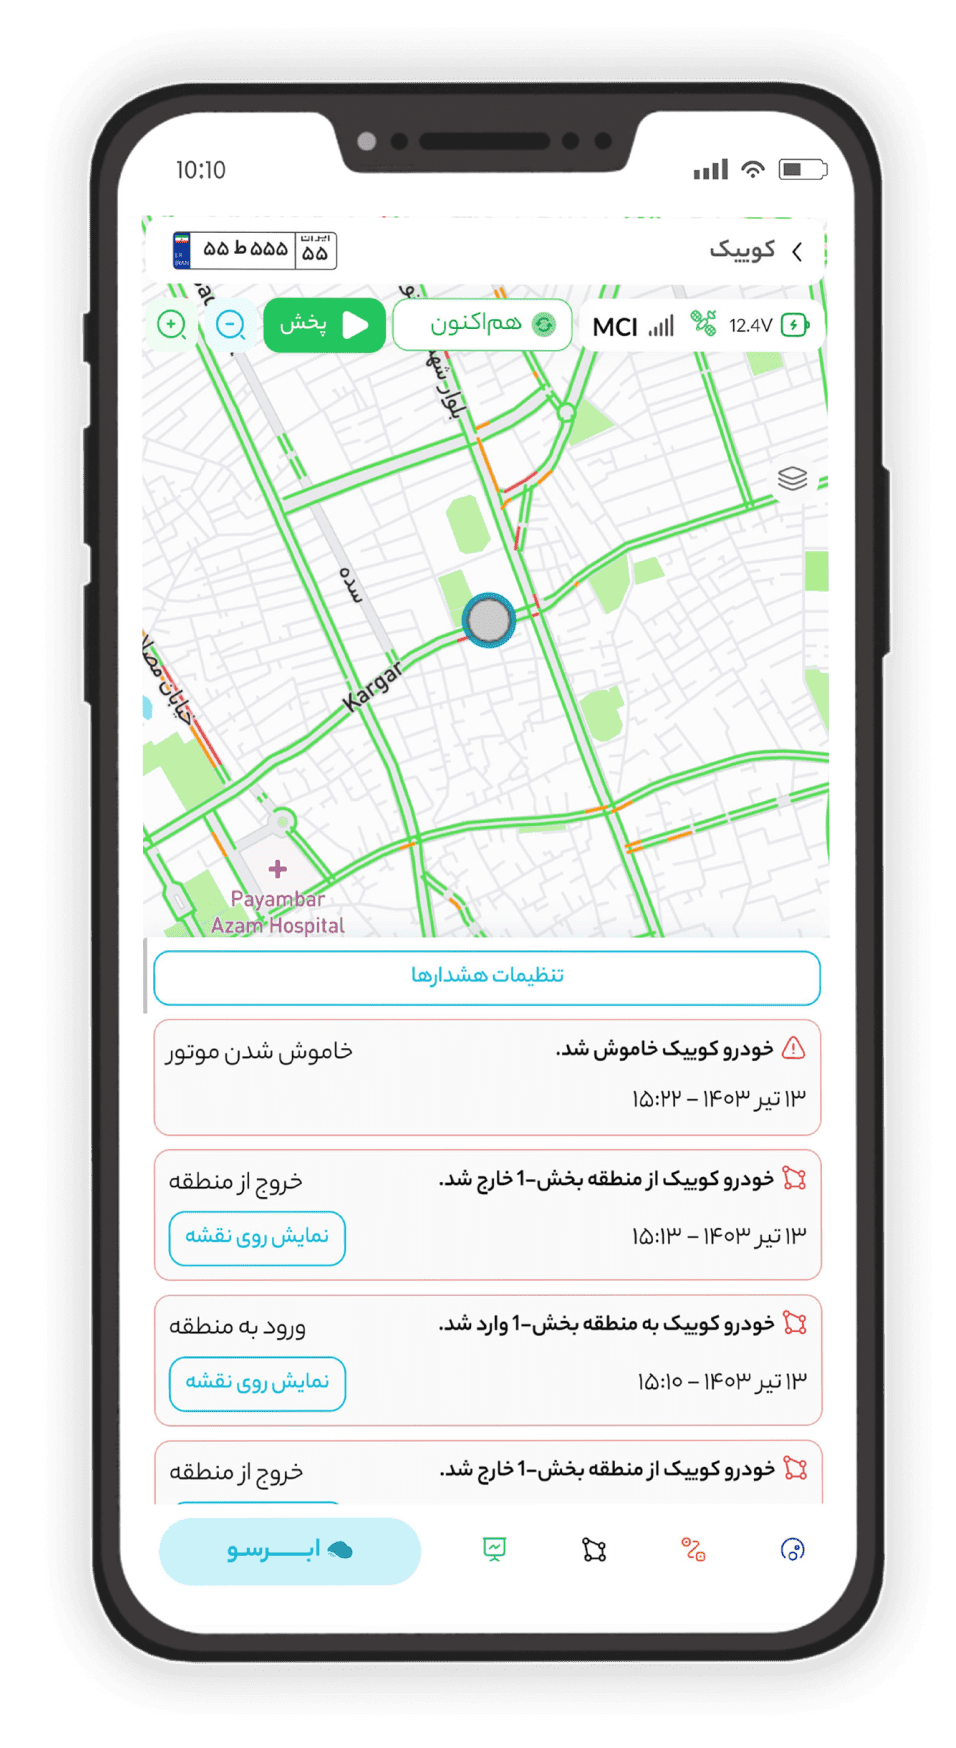 10:10
کوییک
۵۵ ط ۵۵۵
ایران
۵۵
I.R.
IRAN
پخش
هم‌اکنون
MCI
12.4V
بلوار شهی
سده
Kargar
خیابان مصلا
Payambar
Azam Hospital
تنظیمات هشدارها
خودرو کوییک خاموش شد.
خاموش شدن موتور
۱۳ تیر ۱۴۰۳ – ۱۵:۲۲
خودرو کوییک از منطقه بخش-1 خارج شد.
خروج از منطقه
۱۳ تیر ۱۴۰۳ – ۱۵:۱۳
نمایش روی نقشه
خودرو کوییک به منطقه بخش-1 وارد شد.
ورود به منطقه
۱۳ تیر ۱۴۰۳ – ۱۵:۱۰
نمایش روی نقشه
خودرو کوییک از منطقه بخش-1 خارج شد.
خروج از منطقه
ابــــرسو